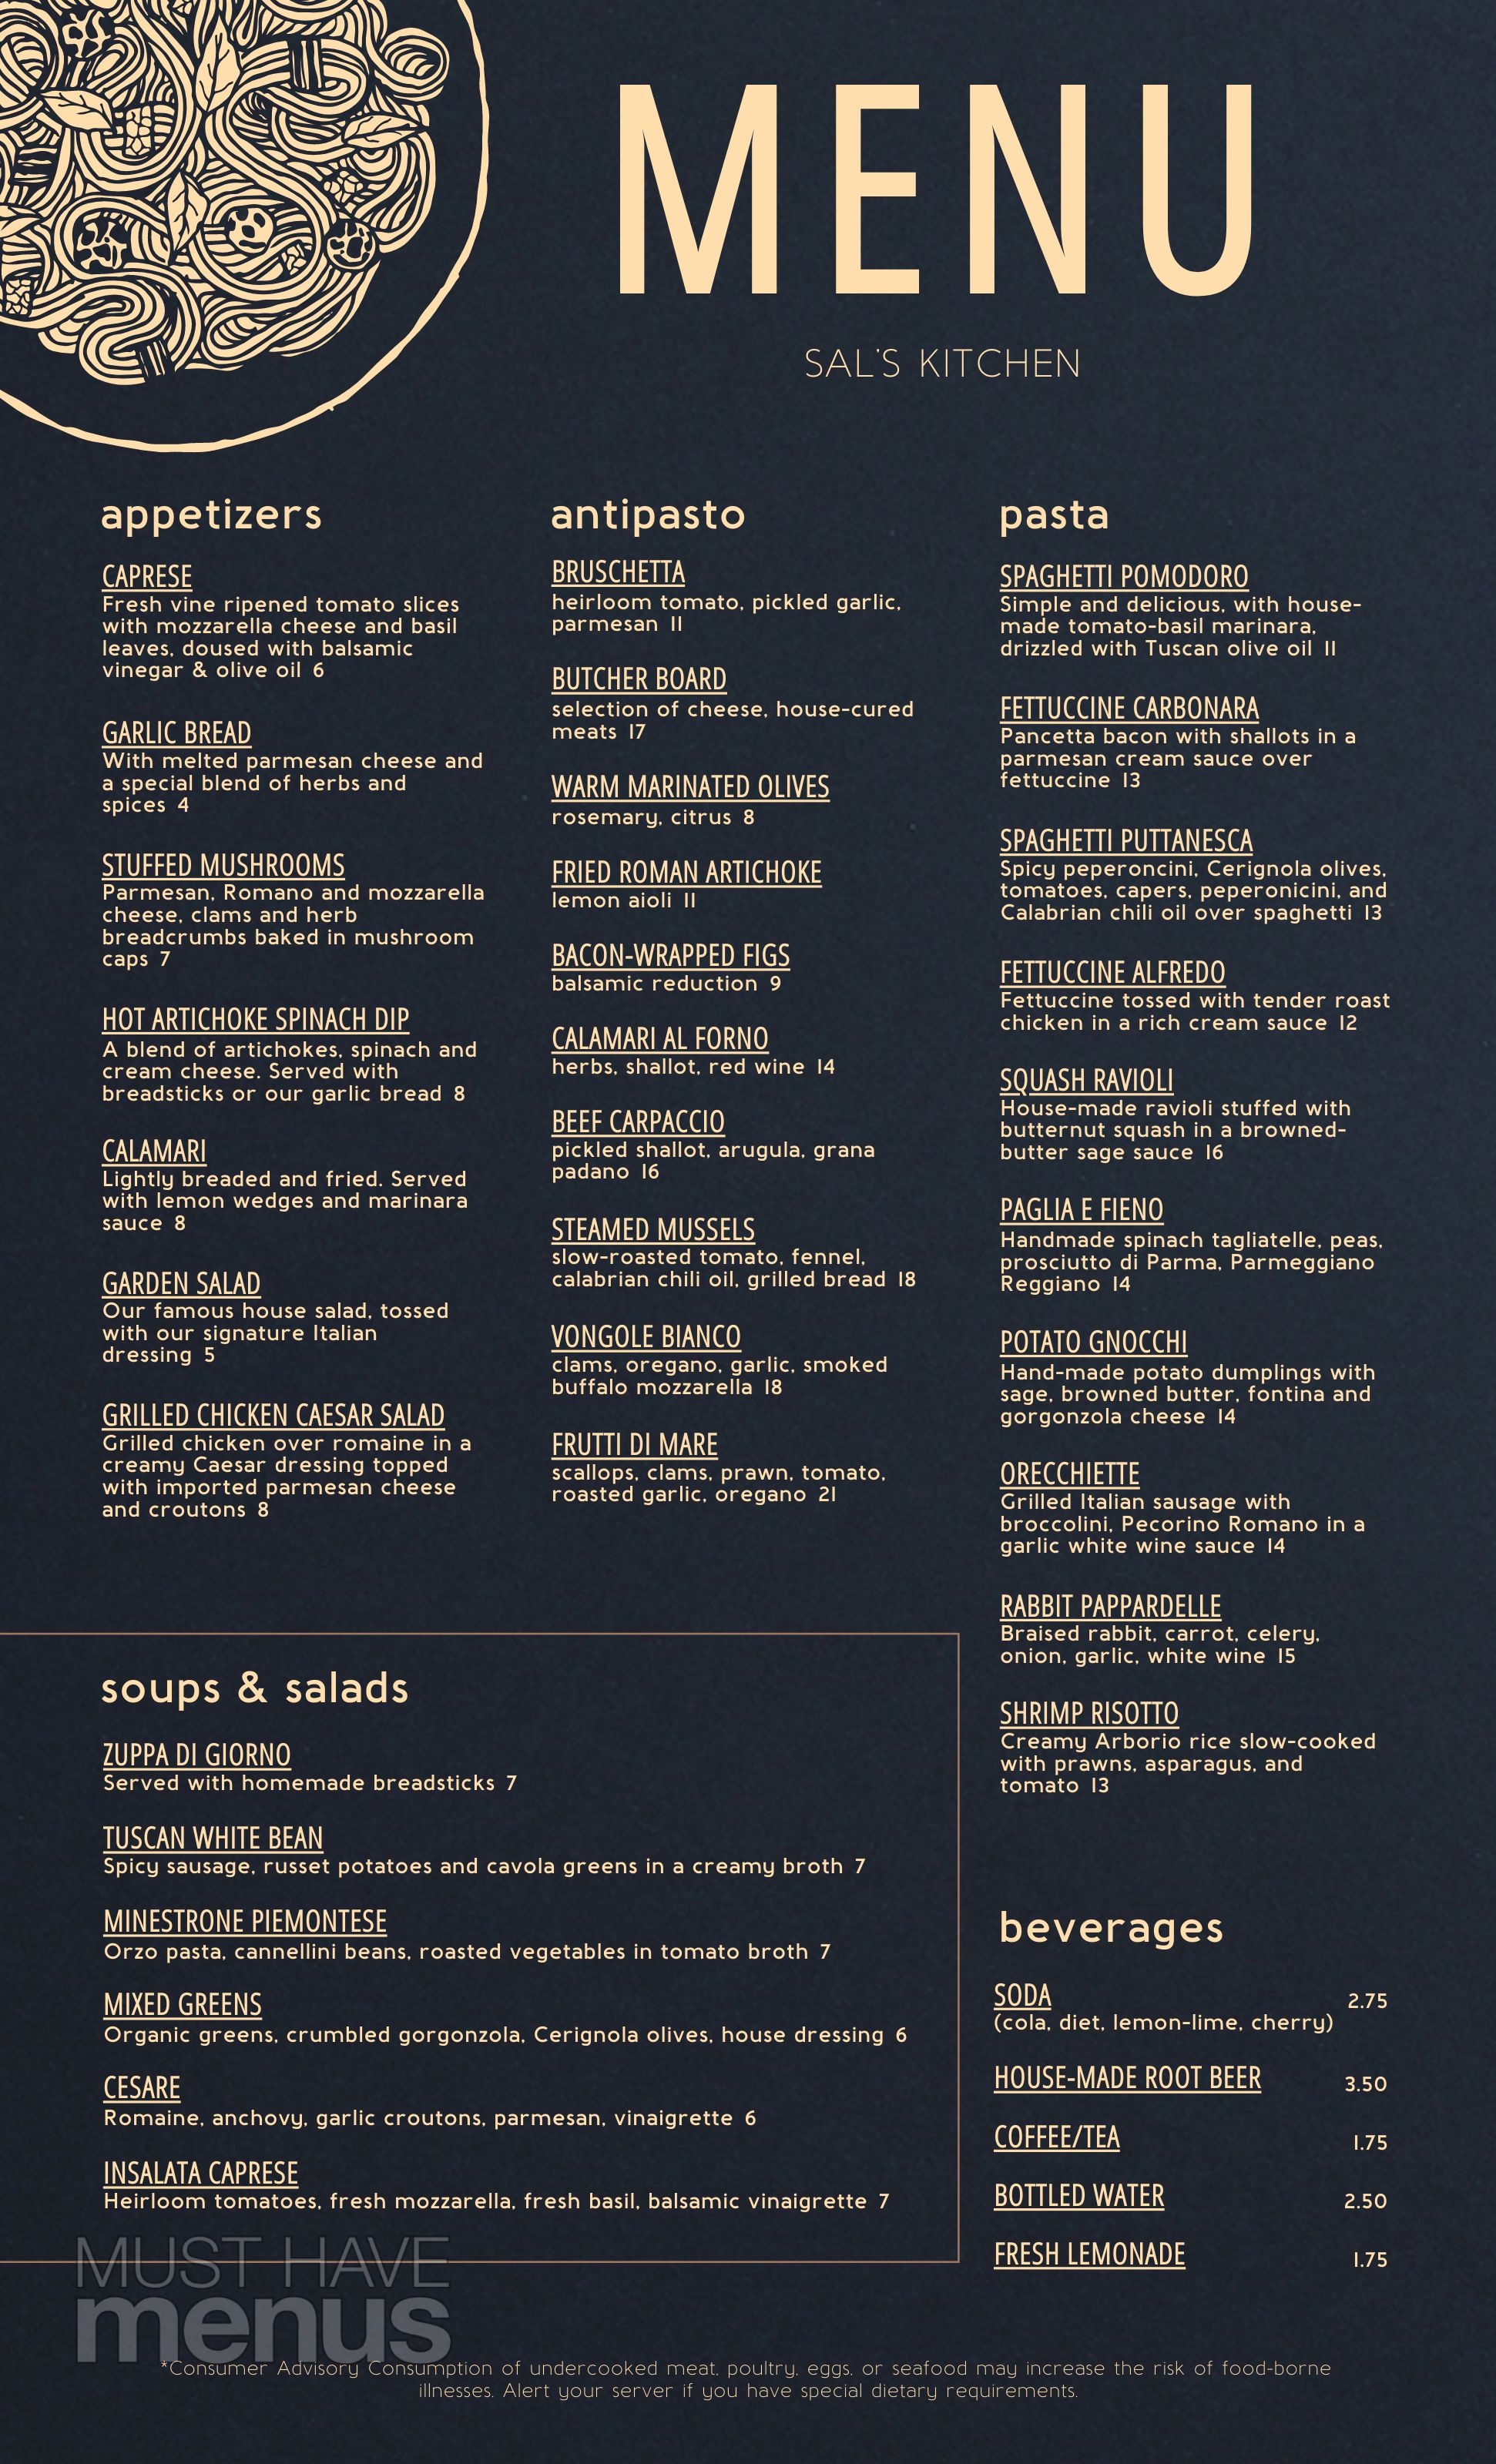 MENU
SAL'S KITCHEN
appetizers
CAPRESE
Fresh vine ripened tomato slices
with mozzarella cheese and basil
leaves, doused with balsamic
vinegar & olive oil 6
GARLIC BREAD
With melted parmesan cheese and
a special blend of herbs and
spices 4
STUFFED MUSHROOMS
Parmesan, Romano and mozzarella
cheese, clams and herb
breadcrumbs baked in mushroom
caps 7
HOT ARTICHOKE SPINACH DIP
A blend of artichokes, spinach and
cream cheese. Served with
breadsticks or our garlic bread 8
CALAMARI
Lightly breaded and fried. Served
with lemon wedges and marinara
sauce 8
GARDEN SALAD
Our famous house salad, tossed
with our signature Italian
dressing 5
GRILLED CHICKEN CAESAR SALAD
Grilled chicken over romaine in a
creamy Caesar dressing topped
with imported parmesan cheese
and croutons 8
antipasto
BRUSCHETTA
heirloom tomato, pickled garlic,
parmesan 11
BUTCHER BOARD
selection of cheese, house-cured
meats 17
WARM MARINATED OLIVES
rosemary, citrus 8
FRIED ROMAN ARTICHOKE
lemon aioli 11
BACON-WRAPPED FIGS
balsamic reduction 9
CALAMARI AL FORNO
herbs, shallot, red wine 14
BEEF CARPACCIO
pickled shallot, arugula, grana
padano 16
STEAMED MUSSELS
slow-roasted tomato, fennel,
calabrian chili oil, grilled bread 18
VONGOLE BIANCO
clams, oregano, garlic, smoked
buffalo mozzarella 18
FRUTTI DI MARE
scallops, clams, prawn, tomato,
roasted garlic, oregano 21
pasta
SPAGHETTI POMODORO
Simple and delicious, with house-
made tomato-basil marinara,
drizzled with Tuscan olive oil 11
FETTUCCINE CARBONARA
Pancetta bacon with shallots in a
parmesan cream sauce over
fettuccine 13
SPAGHETTI PUTTANESCA
Spicy peperoncini, Cerignola olives,
tomatoes, capers, peperonicini, and
Calabrian chili oil over spaghetti 13
FETTUCCINE ALFREDO
Fettuccine tossed with tender roast
chicken in a rich cream sauce 12
SQUASH RAVIOLI
House-made ravioli stuffed with
butternut squash in a browned-
butter sage sauce 16
PAGLIA E FIENO
Handmade spinach tagliatelle, peas,
prosciutto di Parma, Parmeggiano
Reggiano 14
POTATO GNOCCHI
Hand-made potato dumplings with
sage, browned butter, fontina and
gorgonzola cheese 14
ORECCHIETTE
Grilled Italian sausage with
broccolini, Pecorino Romano in a
garlic white wine sauce 14
RABBIT PAPPARDELLE
Braised rabbit, carrot, celery,
onion, garlic, white wine 15
SHRIMP RISOTTO
Creamy Arborio rice slow-cooked
with prawns, asparagus, and
tomato 13
soups & salads
ZUPPA DI GIORNO
Served with homemade breadsticks 7
TUSCAN WHITE BEAN
Spicy sausage, russet potatoes and cavola greens in a creamy broth 7
MINESTRONE PIEMONTESE
Orzo pasta, cannellini beans, roasted vegetables in tomato broth 7
MIXED GREENS
Organic greens, crumbled gorgonzola, Cerignola olives, house dressing 6
CESARE
Romaine, anchovy, garlic croutons, parmesan, vinaigrette 6
INSALATA CAPRESE
Heirloom tomatoes, fresh mozzarella, fresh basil, balsamic vinaigrette 7
beverages
SODA 2.75
(cola, diet, lemon-lime, cherry)
HOUSE-MADE ROOT BEER 3.50
COFFEE/TEA 1.75
BOTTLED WATER 2.50
FRESH LEMONADE 1.75
MUST HAVE
menus
*Consumer Advisory Consumption of undercooked meat, poultry, eggs, or seafood may increase the risk of food-borne
illnesses. Alert your server if you have special dietary requirements.